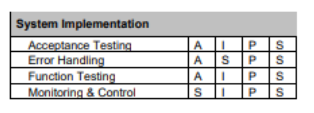 System Implementation
Acceptance Testing A I P S
Error Handling A S P S
Function Testing A I P S
Monitoring & Control S I P S